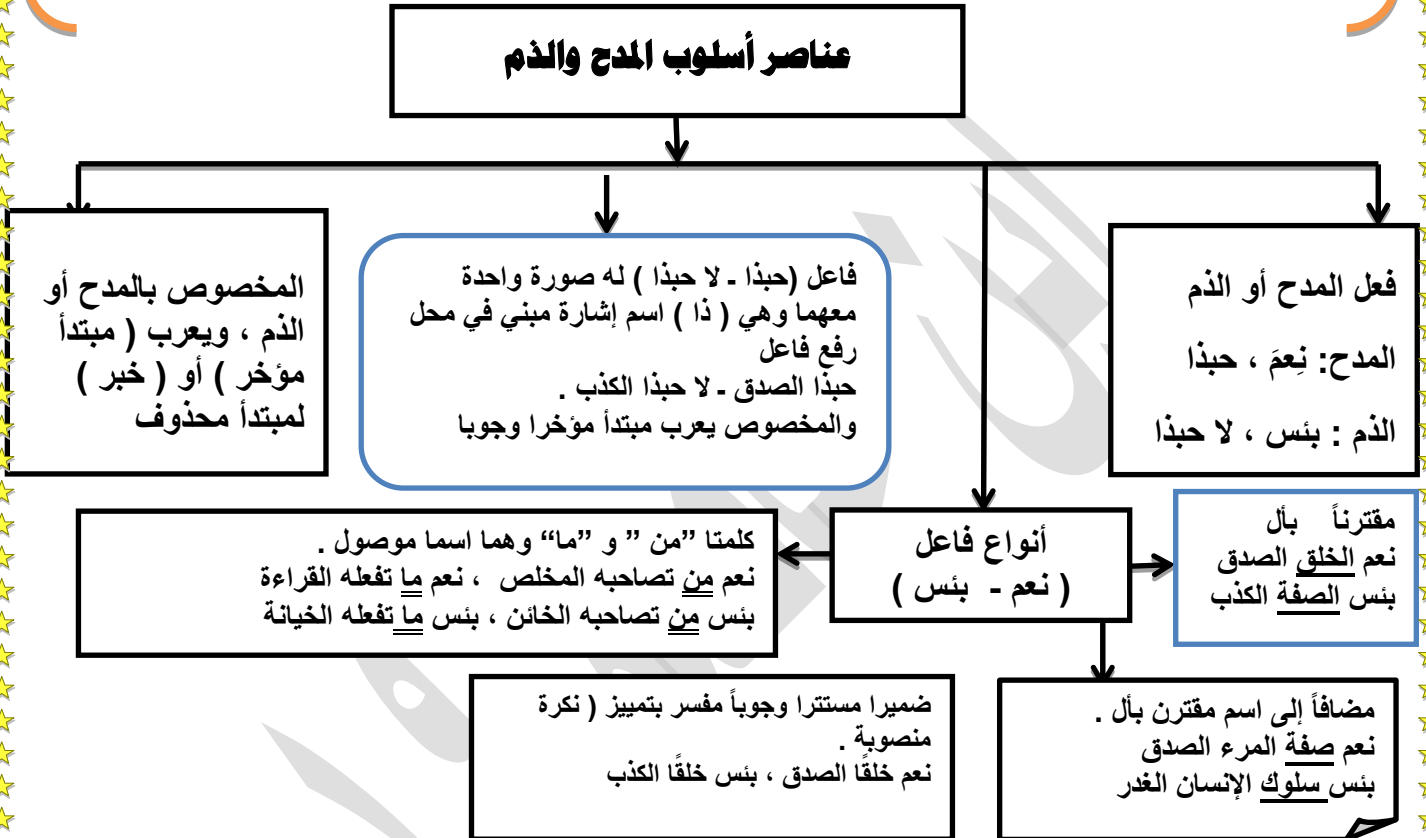 عناصر أسلوب المدح والذم
فعل المدح أو الذم
المدح: نِعمَ ، حبذا
الذم : بئس ، لا حبذا
فاعل (حبذا ـ لا حبذا ) له صورة واحدة
معهما وهي ( ذا ) اسم إشارة مبني في محل
رفع فاعل
حبذا الصدق ـ لا حبذا الكذب .
والمخصوص يعرب مبتدأ مؤخرا وجوبا
المخصوص بالمدح أو
الذم ، ويعرب ( مبتدأ
مؤخر ) أو ( خبر )
لمبتدأ محذوف
أنواع فاعل
( نعم - بئس )
مقترناً بأل
نعم الخلق الصدق
بئس الصفة الكذب
كلمتا ”من ” و ”ما“ وهما اسما موصول .
نعم من تصاحبه المخلص ، نعم ما تفعله القراءة
بئس من تصاحبه الخائن ، بئس ما تفعله الخيانة
مضافاً إلى اسم مقترن بأل .
نعم صفة المرء الصدق
بئس سلوك الإنسان الغدر
ضميرا مستترا وجوباً مفسر بتمييز ( نكرة
منصوبة .
نعم خلقًا الصدق ، بئس خلقًا الكذب